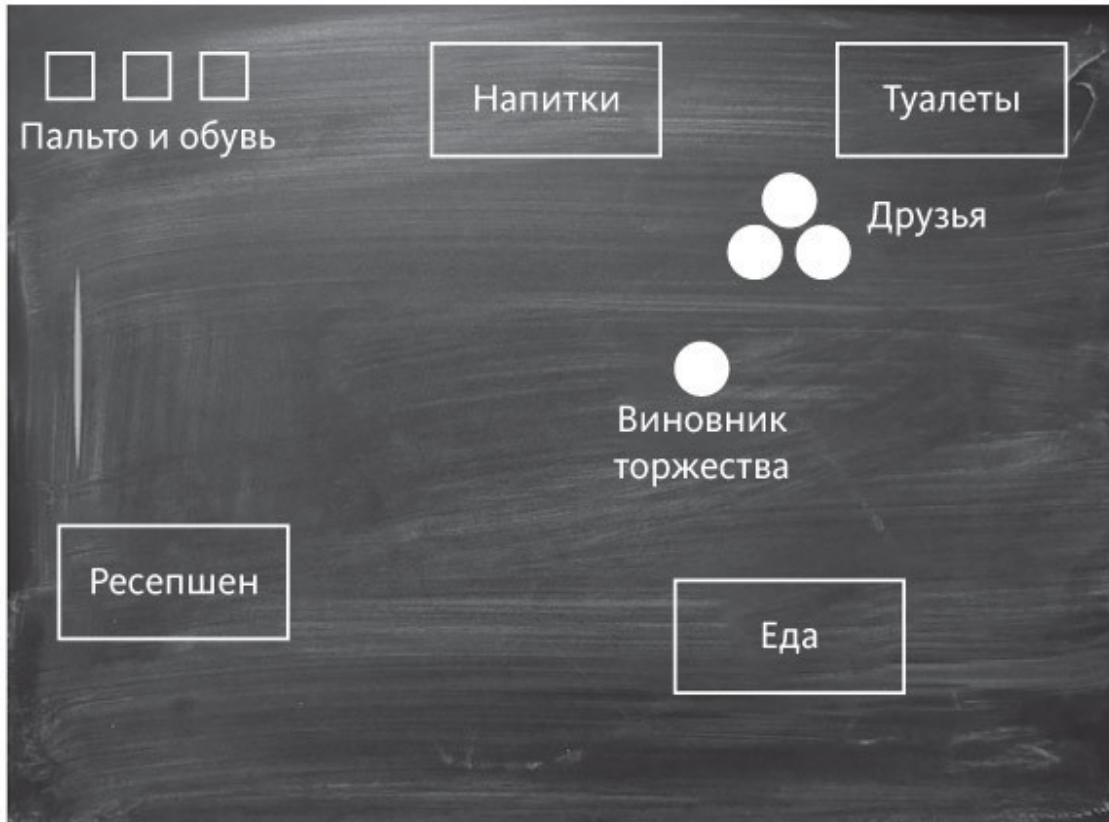 Напитки
Туалеты
Пальто и обувь
Друзья
Виновник
торжества
Ресепшен
Еда